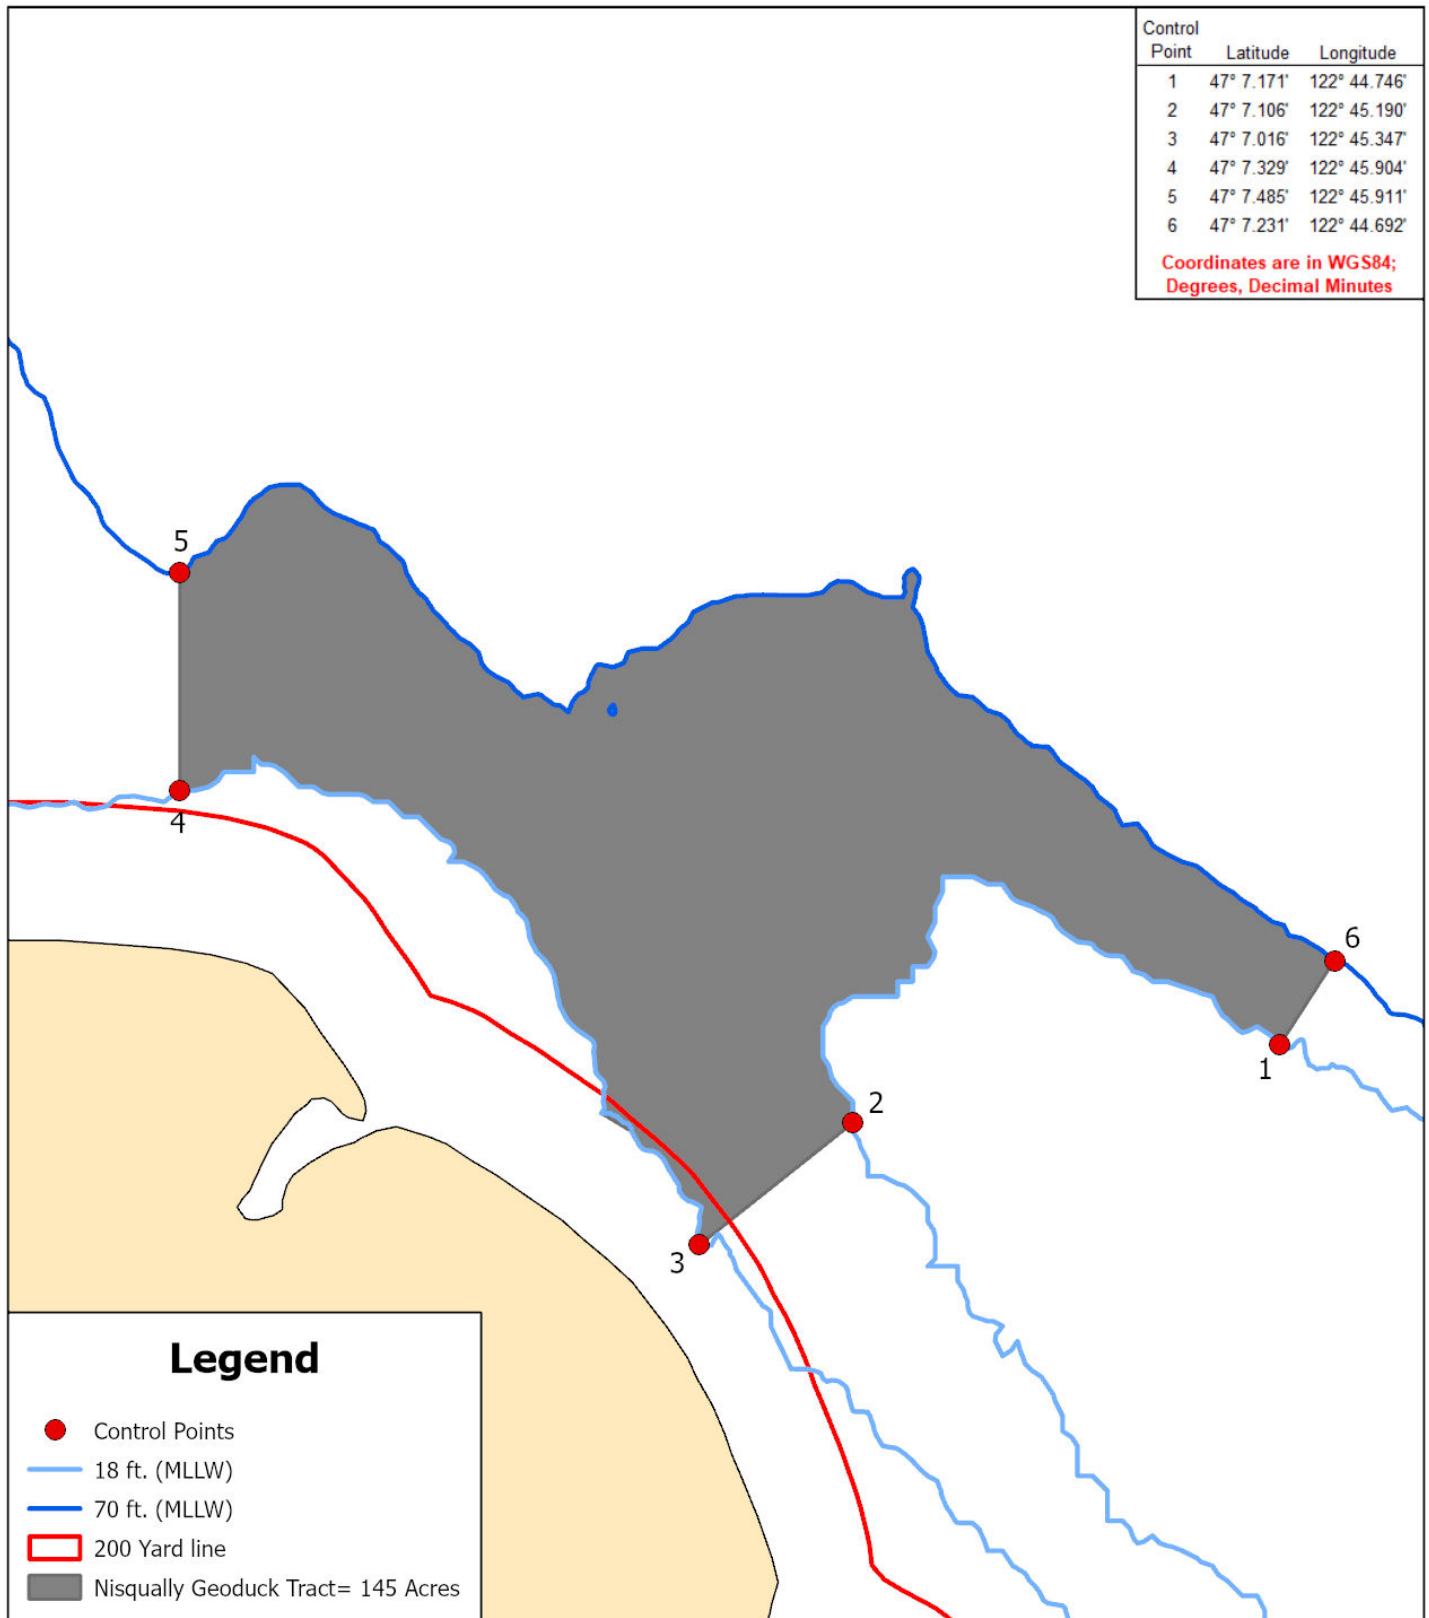 Control
Point Latitude Longitude
1 47° 7.171' 122° 44.746'
2 47° 7.106' 122° 45.190'
3 47° 7.016' 122° 45.347'
4 47° 7.329' 122° 45.904'
5 47° 7.485' 122° 45.911'
6 47° 7.231' 122° 44.692'
Coordinates are in WGS84;
Degrees, Decimal Minutes
5
4
6
1
2
3
Legend
Control Points
18 ft. (MLLW)
70 ft. (MLLW)
200 Yard line
Nisqually Geoduck Tract= 145 Acres